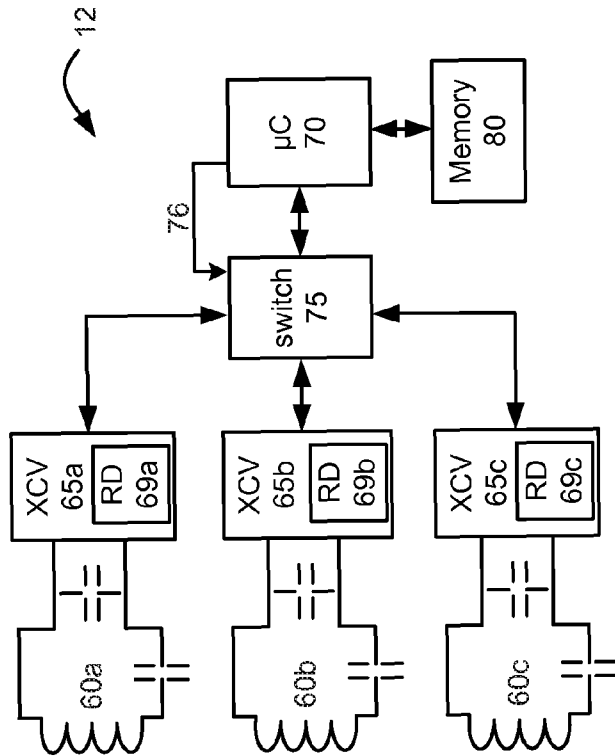 12
60a
XCV
65a
RD
69a
60b
XCV
65b
RD
69b
60c
XCV
65c
RD
69c
switch
75
76
µC
70
Memory
80